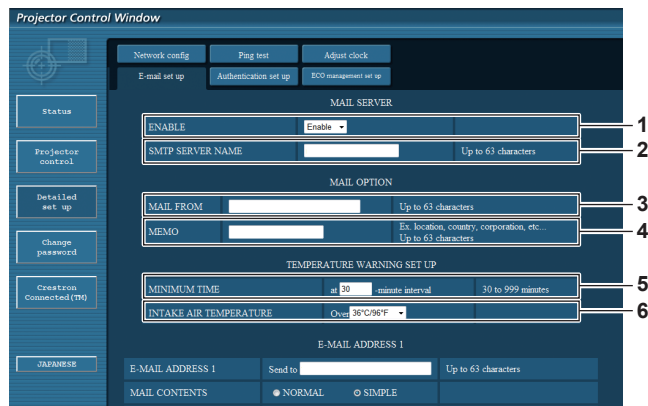 Projector Control Window
Network config Ping test Adjust clock
E-mail set up Authentication set up ECO management set up
Status
Projector control
Detailed set up
Change password
Crestron Connected(TM)
JAPANESE
MAIL SERVER
ENABLE Enable 1
SMTP SERVER NAME Up to 63 characters 2
MAIL OPTION
MAIL FROM Up to 63 characters 3
MEMO Ex. location, country, corporation, etc... Up to 63 characters 4
TEMPERATURE WARNING SET UP
MINIMUM TIME at 30 -minute interval 30 to 999 minutes 5
INTAKE AIR TEMPERATURE Over 36°C/96°F 6
E-MAIL ADDRESS 1
E-MAIL ADDRESS 1 Send to Up to 63 characters
MAIL CONTENTS NORMAL SIMPLE